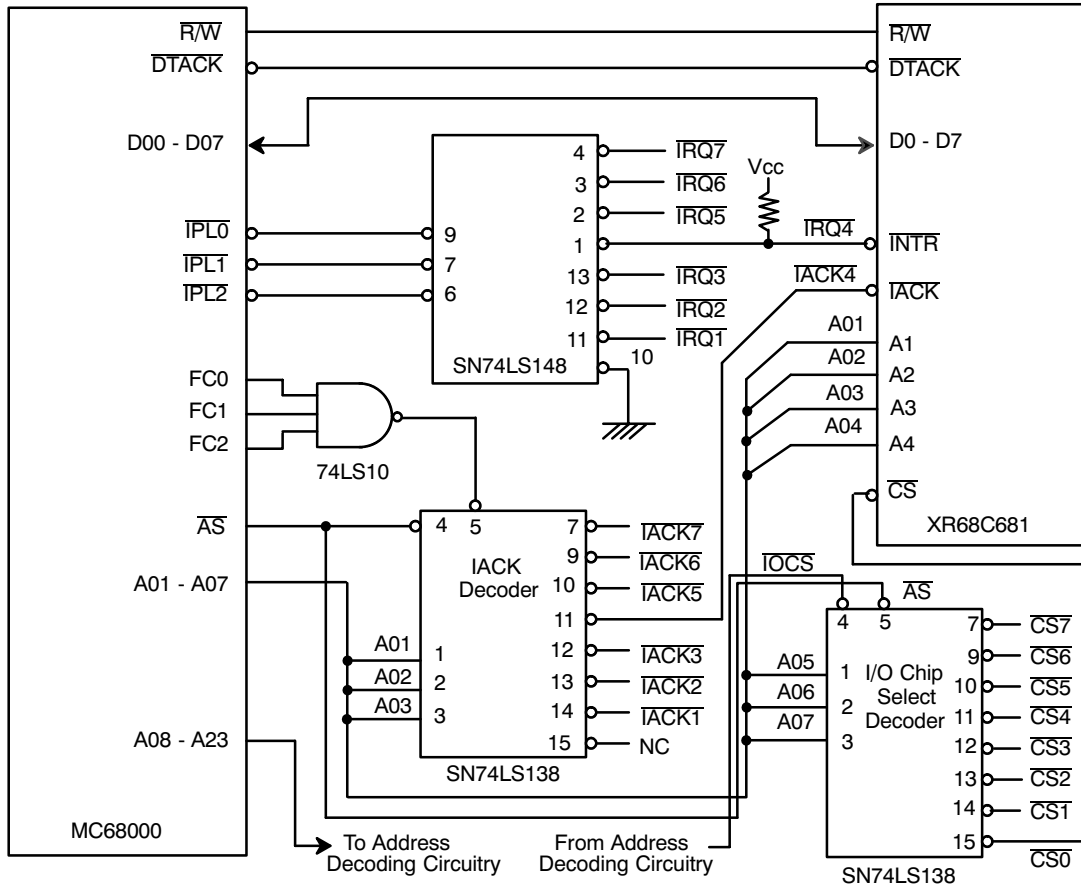 R/W
DTACK
D00 - D07
IPL0
IPL1
IPL2
FC0
FC1
FC2
AS
A01 - A07
A08 - A23
MC68000
4
3
2
1
13
12
11
10
9
7
6
SN74LS148
IRQ7
IRQ6
IRQ5
IRQ4
IRQ3
IRQ2
IRQ1
Vcc
74LS10
4
5
IACK
Decoder
A01
A02
A03
1
2
3
7
9
10
11
12
13
14
15
IACK7
IACK6
IACK5
IACK4
IACK3
IACK2
IACK1
NC
SN74LS138
To Address
Decoding Circuitry
From Address
Decoding Circuitry
R/W
DTACK
D0 - D7
INTR
IACK
A01
A02
A03
A04
A1
A2
A3
A4
CS
XR68C681
IOCS
AS
4
5
I/O Chip
Select
Decoder
A05
A06
A07
1
2
3
7
9
10
11
12
13
14
15
CS7
CS6
CS5
CS4
CS3
CS2
CS1
CS0
SN74LS138